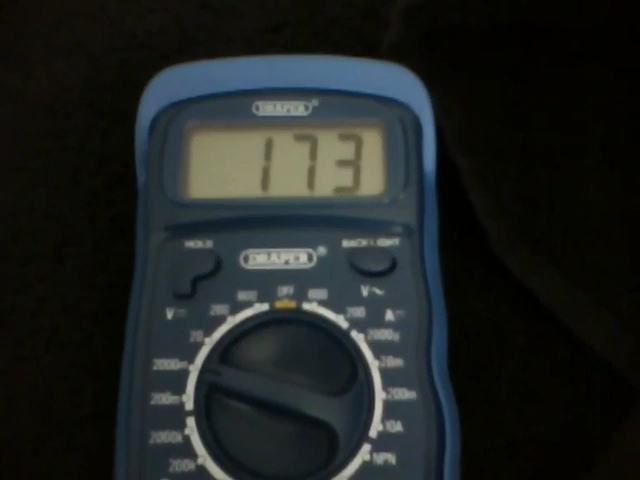 DRAPER®
173
HOLD
DRAPER®
BACKLIGHT
V⎓
200
600
OFF
600
200
V~
A⎓
20
2000µ
2000m
20m
200m
200m
2000k
10A
200k
NPN